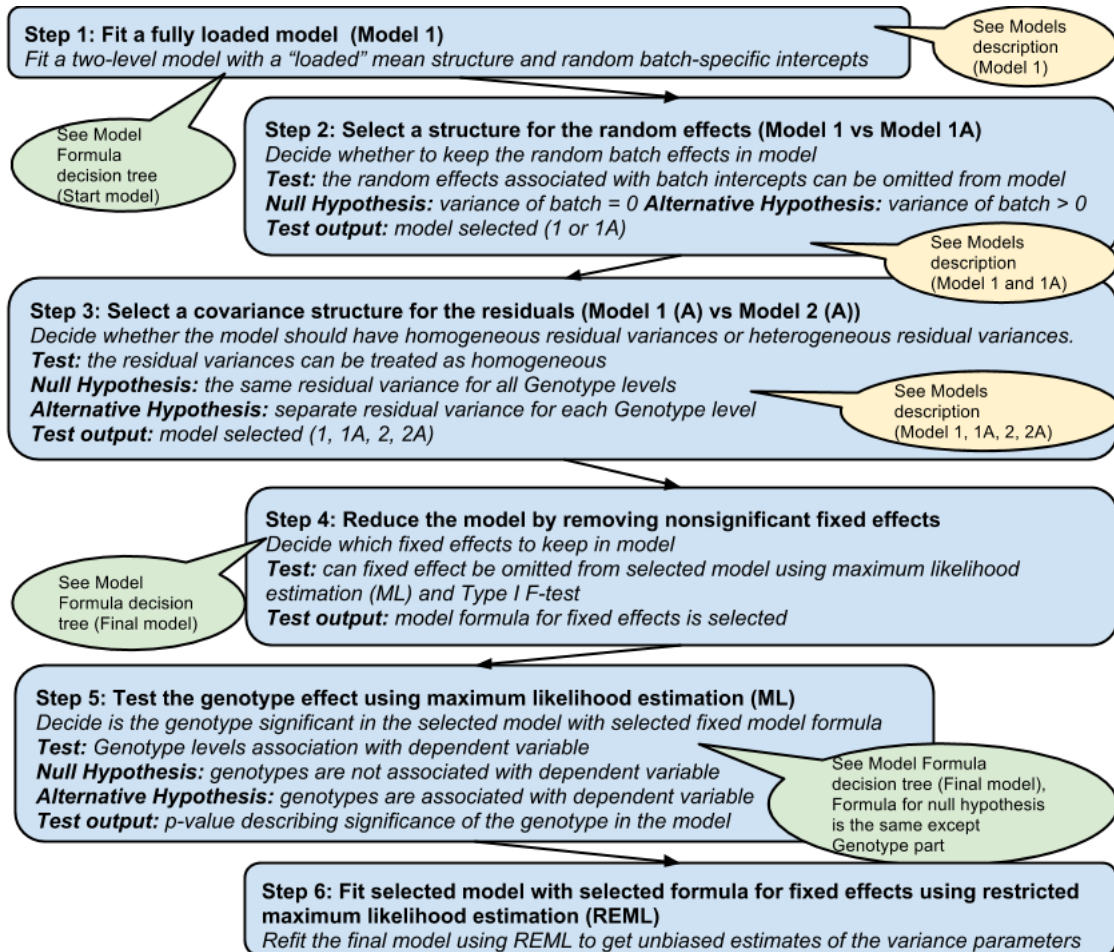 Step 1: Fit a fully loaded model (Model 1)
Fit a two-level model with a “loaded” mean structure and random batch-specific intercepts
See Models
description
(Model 1)
See Model
Formula
decision tree
(Start model)
Step 2: Select a structure for the random effects (Model 1 vs Model 1A)
Decide whether to keep the random batch effects in model
Test: the random effects associated with batch intercepts can be omitted from model
Null Hypothesis: variance of batch = 0 Alternative Hypothesis: variance of batch > 0
Test output: model selected (1 or 1A)
See Models
description
(Model 1 and 1A)
Step 3: Select a covariance structure for the residuals (Model 1 (A) vs Model 2 (A))
Decide whether the model should have homogeneous residual variances or heterogeneous residual variances.
Test: the residual variances can be treated as homogeneous
Null Hypothesis: the same residual variance for all Genotype levels
Alternative Hypothesis: separate residual variance for each Genotype level
Test output: model selected (1, 1A, 2, 2A)
See Models
description
(Model 1, 1A, 2, 2A)
Step 4: Reduce the model by removing nonsignificant fixed effects
Decide which fixed effects to keep in model
Test: can fixed effect be omitted from selected model using maximum likelihood
estimation (ML) and Type I F-test
Test output: model formula for fixed effects is selected
See Model
Formula decision
tree (Final model)
Step 5: Test the genotype effect using maximum likelihood estimation (ML)
Decide is the genotype significant in the selected model with selected fixed model formula
Test: Genotype levels association with dependent variable
Null Hypothesis: genotypes are not associated with dependent variable
Alternative Hypothesis: genotypes are associated with dependent variable
Test output: p-value describing significance of the genotype in the model
See Model Formula
decision tree (Final model),
Formula for null hypothesis
is the same except
Genotype part
Step 6: Fit selected model with selected formula for fixed effects using restricted
maximum likelihood estimation (REML)
Refit the final model using REML to get unbiased estimates of the variance parameters